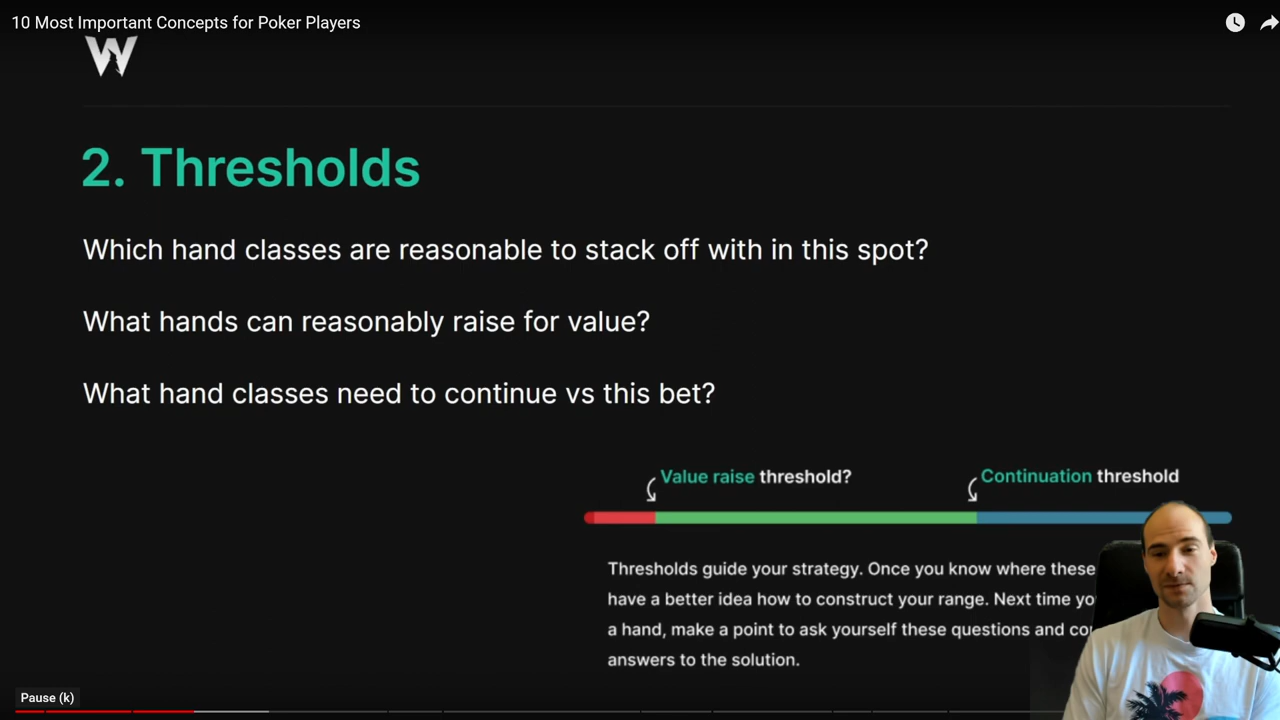 10 Most Important Concepts for Poker Players
W
2. Thresholds
Which hand classes are reasonable to stack off with in this spot?
What hands can reasonably raise for value?
What hand classes need to continue vs this bet?
Value raise threshold?
Continuation threshold
Thresholds guide your strategy. Once you know where these
have a better idea how to construct your range. Next time
a hand, make a point to ask yourself these questions and
answers to the solution.
Pause (k)